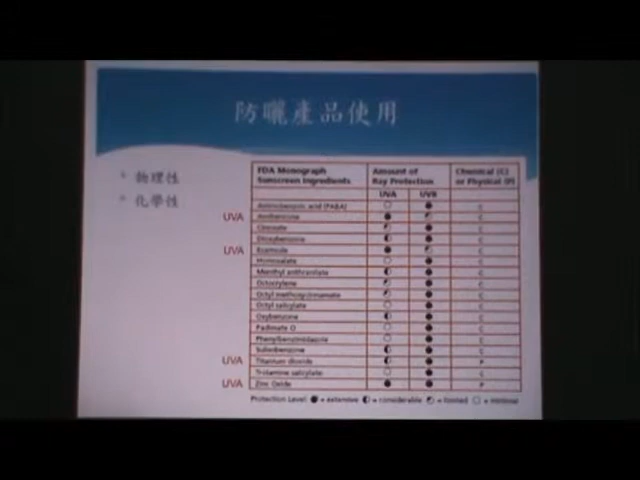 防曬產品使用
物理性
化學性
FDA Monograph Sunscreen Ingredients Amount of Ray Protection Chemical (C) or Physical (P)
UVA UVB
Aminobenzoic acid (PABA) C
UVA Avobenzone C
Cinoxate C
Dioxybenzone C
UVA Ecamsule C
Homosalate C
Menthyl anthranilate C
Octocrylene C
Octyl methoxycinnamate C
Octyl salicylate C
Oxybenzone C
Padimate O C
Phenylbenzimidazole C
Sulisobenzone C
UVA Titanium dioxide P
Trolamine salicylate C
UVA Zinc Oxide P
Protection Level: = extensive = considerable = limited = minimal